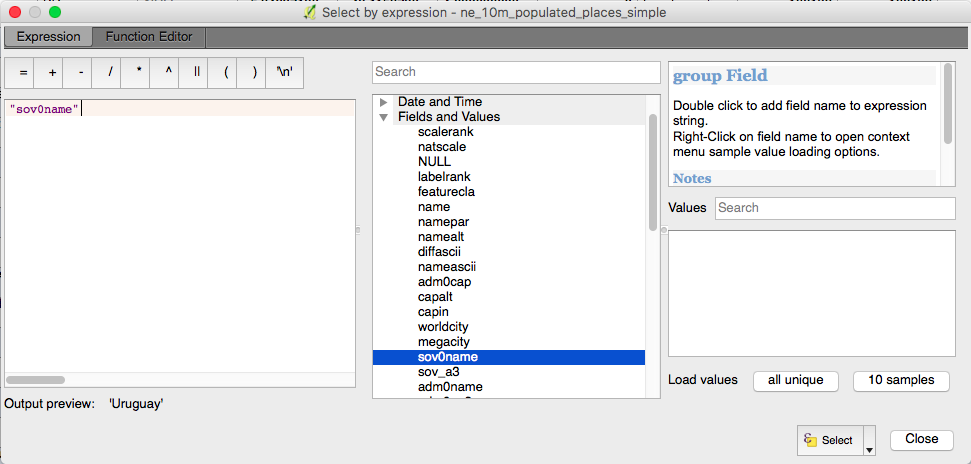 Select by expression - ne_10m_populated_places_simple
Expression Function Editor
= + - / * ^ || ( ) '\n'
"sov0name"
Output preview: 'Uruguay'
Search
Date and Time
Fields and Values
scalerank
natscale
NULL
labelrank
featurecla
name
namepar
namealt
diffascii
nameascii
adm0cap
capalt
capin
worldcity
megacity
sov0name
sov_a3
adm0name
group Field
Double click to add field name to expression
string.
Right-Click on field name to open context
menu sample value loading options.
Notes
Values Search
Load values all unique 10 samples
Select Close